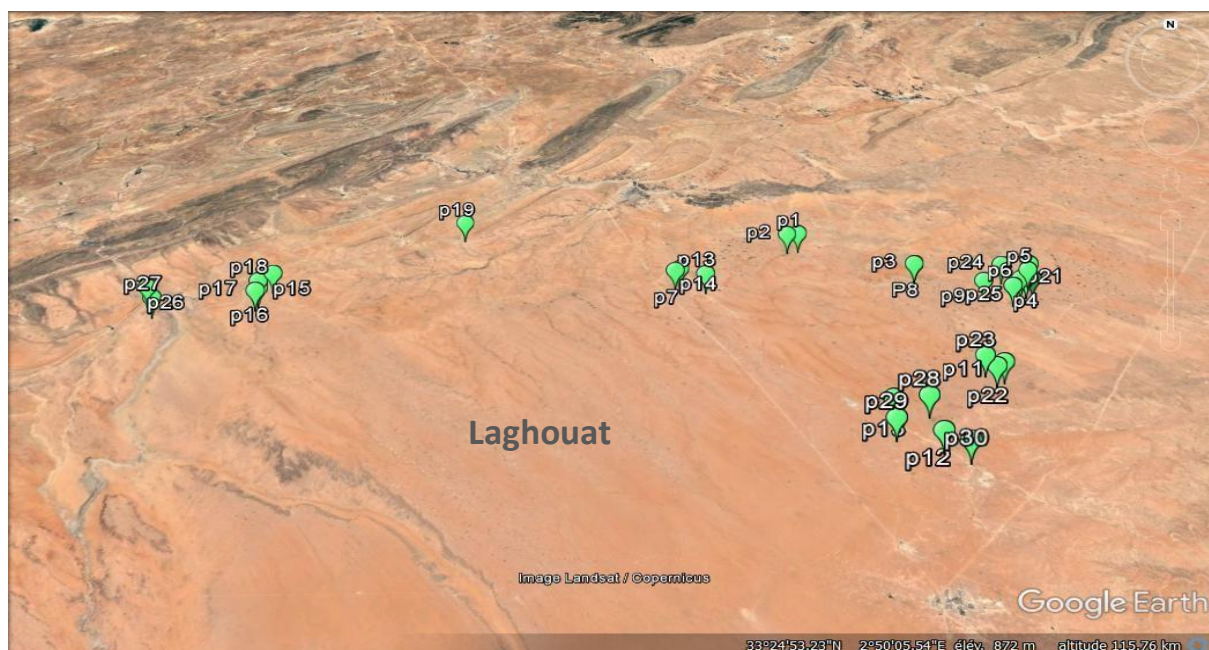 N
p19
p1
p2
p18
p13
p3
p24
p5
p6
p27
p17
p15
p14
p7
P8
p9
p25
p21
p26
p16
p4
p23
p11
p28
p22
p29
p30
p12
Laghouat
Image Landsat / Copernicus
Google Earth
33°24'53.23"N 2°50'05.54"E élév. 872 m altitude 115.76 km